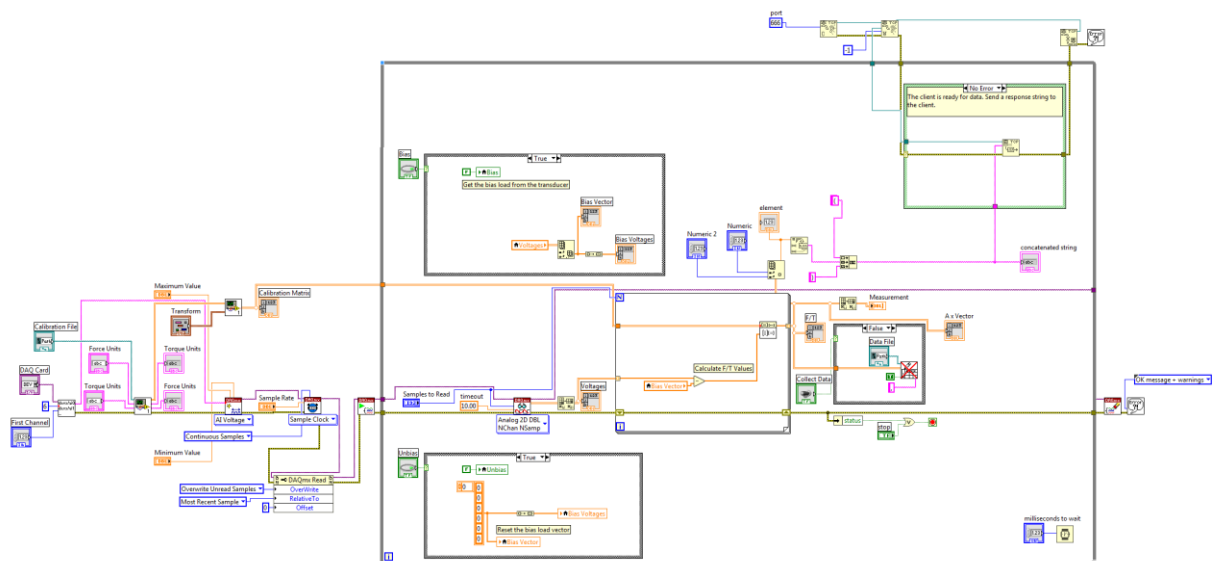 port
-1
No Error
The client is ready for data. Send a response string to
the client.
Bias
True
Bias
Get the bias load from the transducer
Bias Vector
Voltages
Bias Voltages
element
Numeric
Numeric 2
concatenated string
Maximum Value
Calibration Matrix
Transform
Calibration File
Force Units
Torque Units
DAQ Card
Torque Units
Force Units
First Channel
Sample Rate
AI Voltage
Sample Clock
Continuous Samples
Minimum Value
DAQmx Read
Overwrite Unread Samples
OverWrite
Most Recent Sample
RelativeTo
0
Offset
Samples to Read
timeout
10.00
Analog 2D DBL
NChan NSamp
Voltages
N
Calculate F/T Values
Bias Vector
i
Measurement
F/T
A x Vector
False
Data File
Collect Data
status
stop
OK message + warnings
Unbias
True
Unbias
Bias Voltages
Reset the bias load vector
Bias Vector
milliseconds to wait
i